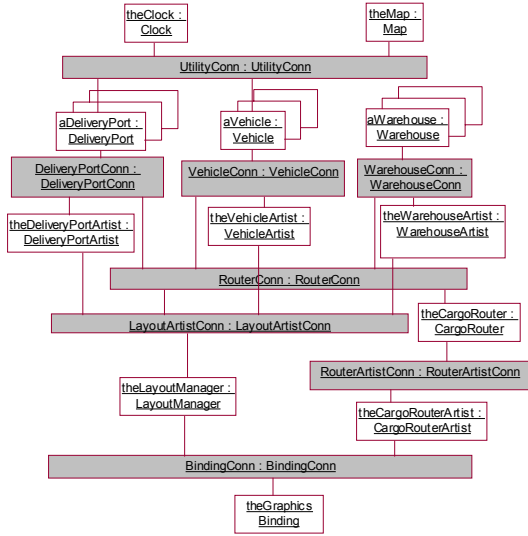 theClock :
Clock
theMap :
Map
UtilityConn : UtilityConn
aDeliveryPort :
DeliveryPort
aVehicle :
Vehicle
aWarehouse :
Warehouse
DeliveryPortConn :
DeliveryPortConn
VehicleConn : VehicleConn
WarehouseConn :
WarehouseConn
theDeliveryPortArtist :
DeliveryPortArtist
theVehicleArtist :
VehicleArtist
theWarehouseArtist :
WarehouseArtist
RouterConn : RouterConn
LayoutArtistConn : LayoutArtistConn
theCargoRouter :
CargoRouter
RouterArtistConn : RouterArtistConn
theLayoutManager :
LayoutManager
theCargoRouterArtist :
CargoRouterArtist
BindingConn : BindingConn
theGraphics
Binding